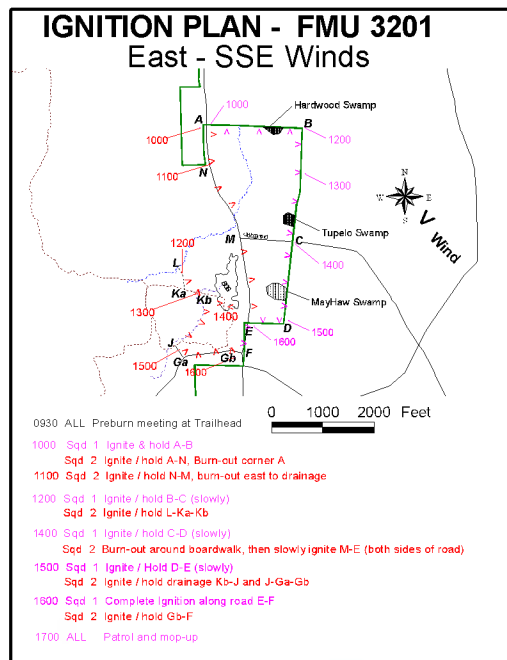 IGNITION PLAN - FMU 3201
East - SSE Winds
1000
Hardwood Swamp
A
B
1000
1200
1100
N
1300
N
W
E
S
Tupelo Swamp
V
Wind
M
C
1200
L
1400
Ka
Kb
MayHaw Swamp
1300
1400
D
1500
E
1600
J
1500
Ga
Gb
F
1600
0 1000 2000 Feet
0930 ALL Preburn meeting at Trailhead
1000 Sqd 1 Ignite & hold A-B
Sqd 2 Ignite / hold A-N, Burn-out corner A
1100 Sqd 2 Ignite / hold N-M, burn-out east to drainage
1200 Sqd 1 Ignite / hold B-C (slowly)
Sqd 2 Ignite / hold L-Ka-Kb
1400 Sqd 1 Ignite / hold C-D (slowly)
Sqd 2 Burn-out around boardwalk, then slowly ignite M-E (both sides of road)
1500 Sqd 1 Ignite / Hold D-E (slowly)
Sqd 2 Ignite / hold drainage Kb-J and J-Ga-Gb
1600 Sqd 1 Complete Ignition along road E-F
Sqd 2 Ignite / hold Gb-F
1700 ALL Patrol and mop-up